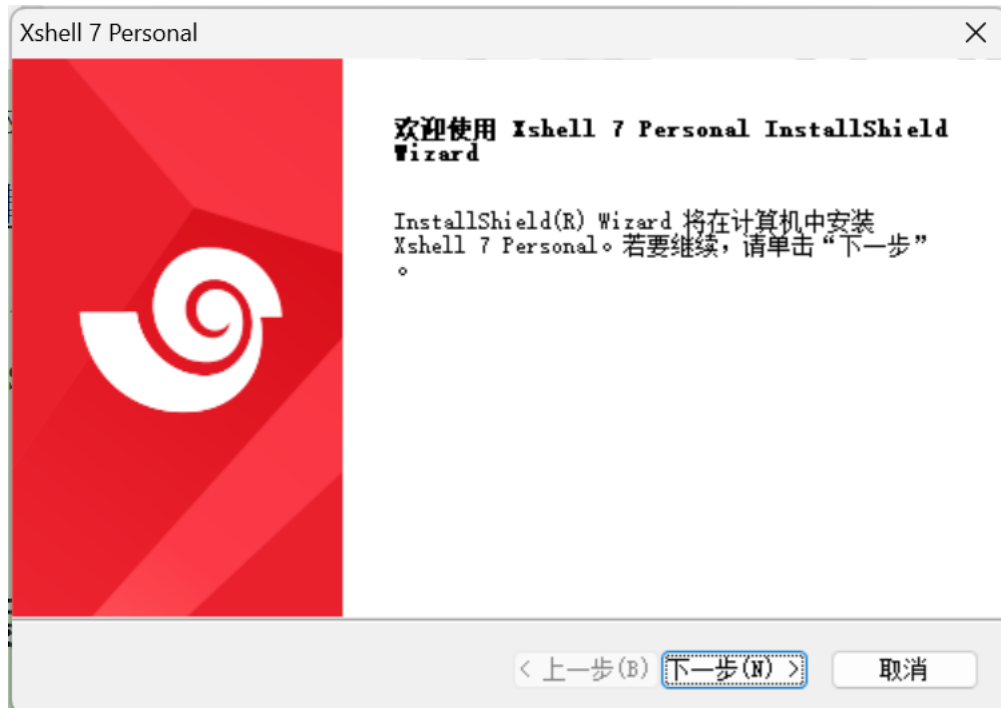 Xshell 7 Personal
欢迎使用 Xshell 7 Personal InstallShield
Wizard
InstallShield(R) Wizard 将在计算机中安装
Xshell 7 Personal。若要继续，请单击“下一步”
。
< 上一步(B)
下一步(N) >
取消